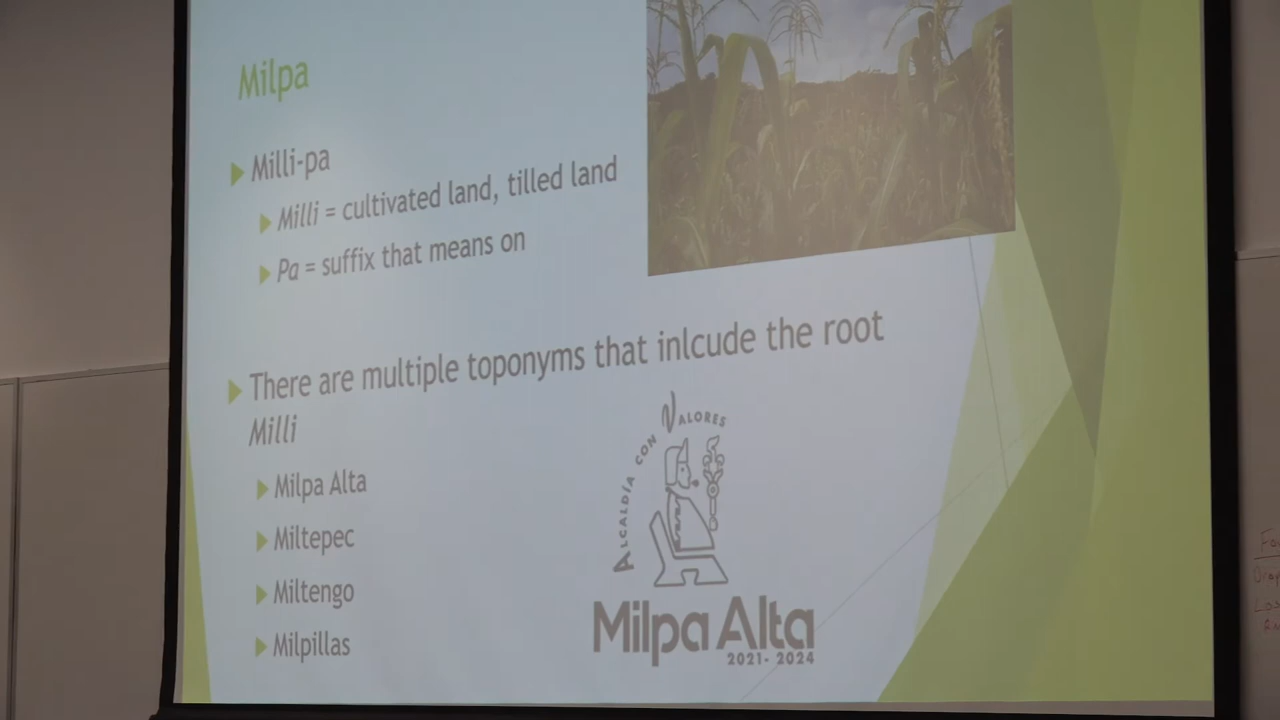 Milpa
Milli-pa
Milli = cultivated land, tilled land
Pa = suffix that means on
There are multiple toponyms that inlcude the root
Milli
Milpa Alta
Miltepec
Miltengo
Milpillas
ALCALDÍA CON VALORES
Milpa Alta
2021- 2024